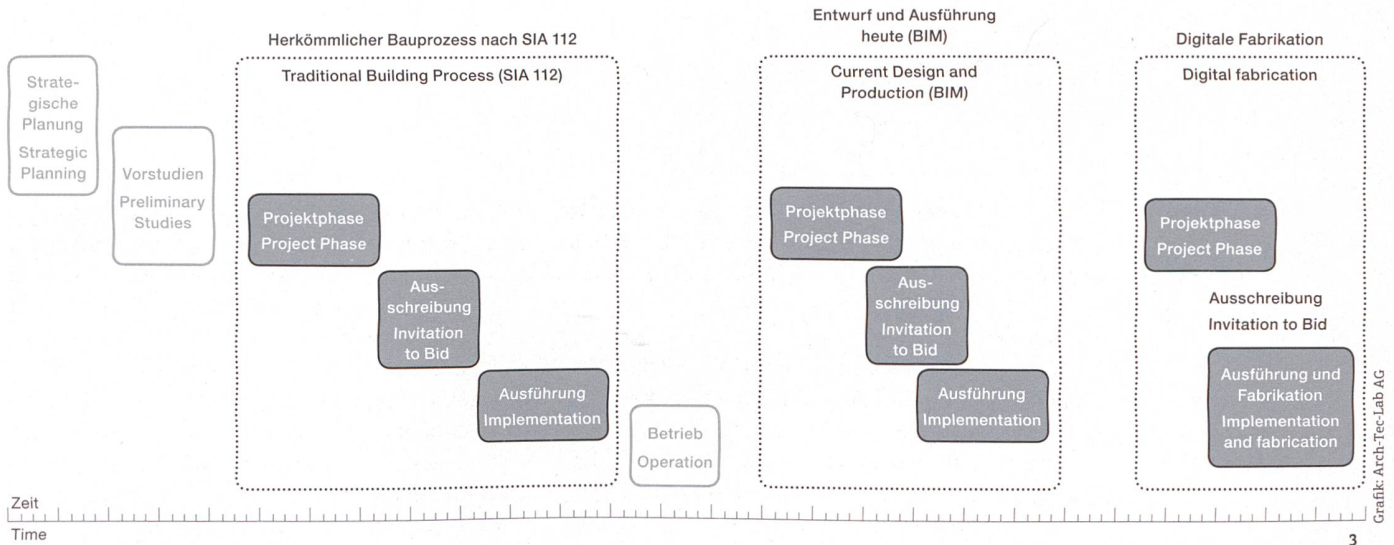 Herkömmlicher Bauprozess nach SIA 112
Traditional Building Process (SIA 112)
Entwurf und Ausführung
heute (BIM)
Current Design and
Production (BIM)
Digitale Fabrikation
Digital fabrication
Strate-
gische
Planung
Strategic
Planning
Vorstudien
Preliminary
Studies
Projektphase
Project Phase
Aus-
schreibung
Invitation
to Bid
Ausführung
Implementation
Betrieb
Operation
Projektphase
Project Phase
Aus-
schreibung
Invitation
to Bid
Ausführung
Implementation
Projektphase
Project Phase
Ausschreibung
Invitation to Bid
Ausführung und
Fabrikation
Implementation
and fabrication
Grafik: Arch-Tec-Lab AG
Zeit
Time
3